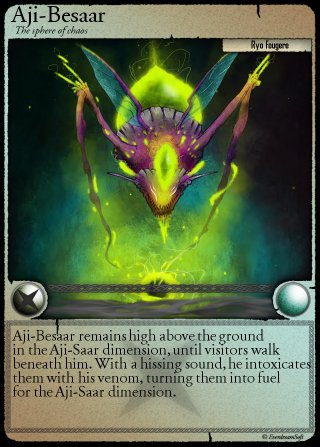 Aji-Besaar
The sphere of chaos
Ryo Fougere
Aji-Besaar remains high above the ground
in the Aji-Saar dimension, until visitors walk
beneath him. With a hissing sound, he intoxicates
them with his venom, turning them into fuel
for the Aji-Saar dimension.
© EverdreamSoft